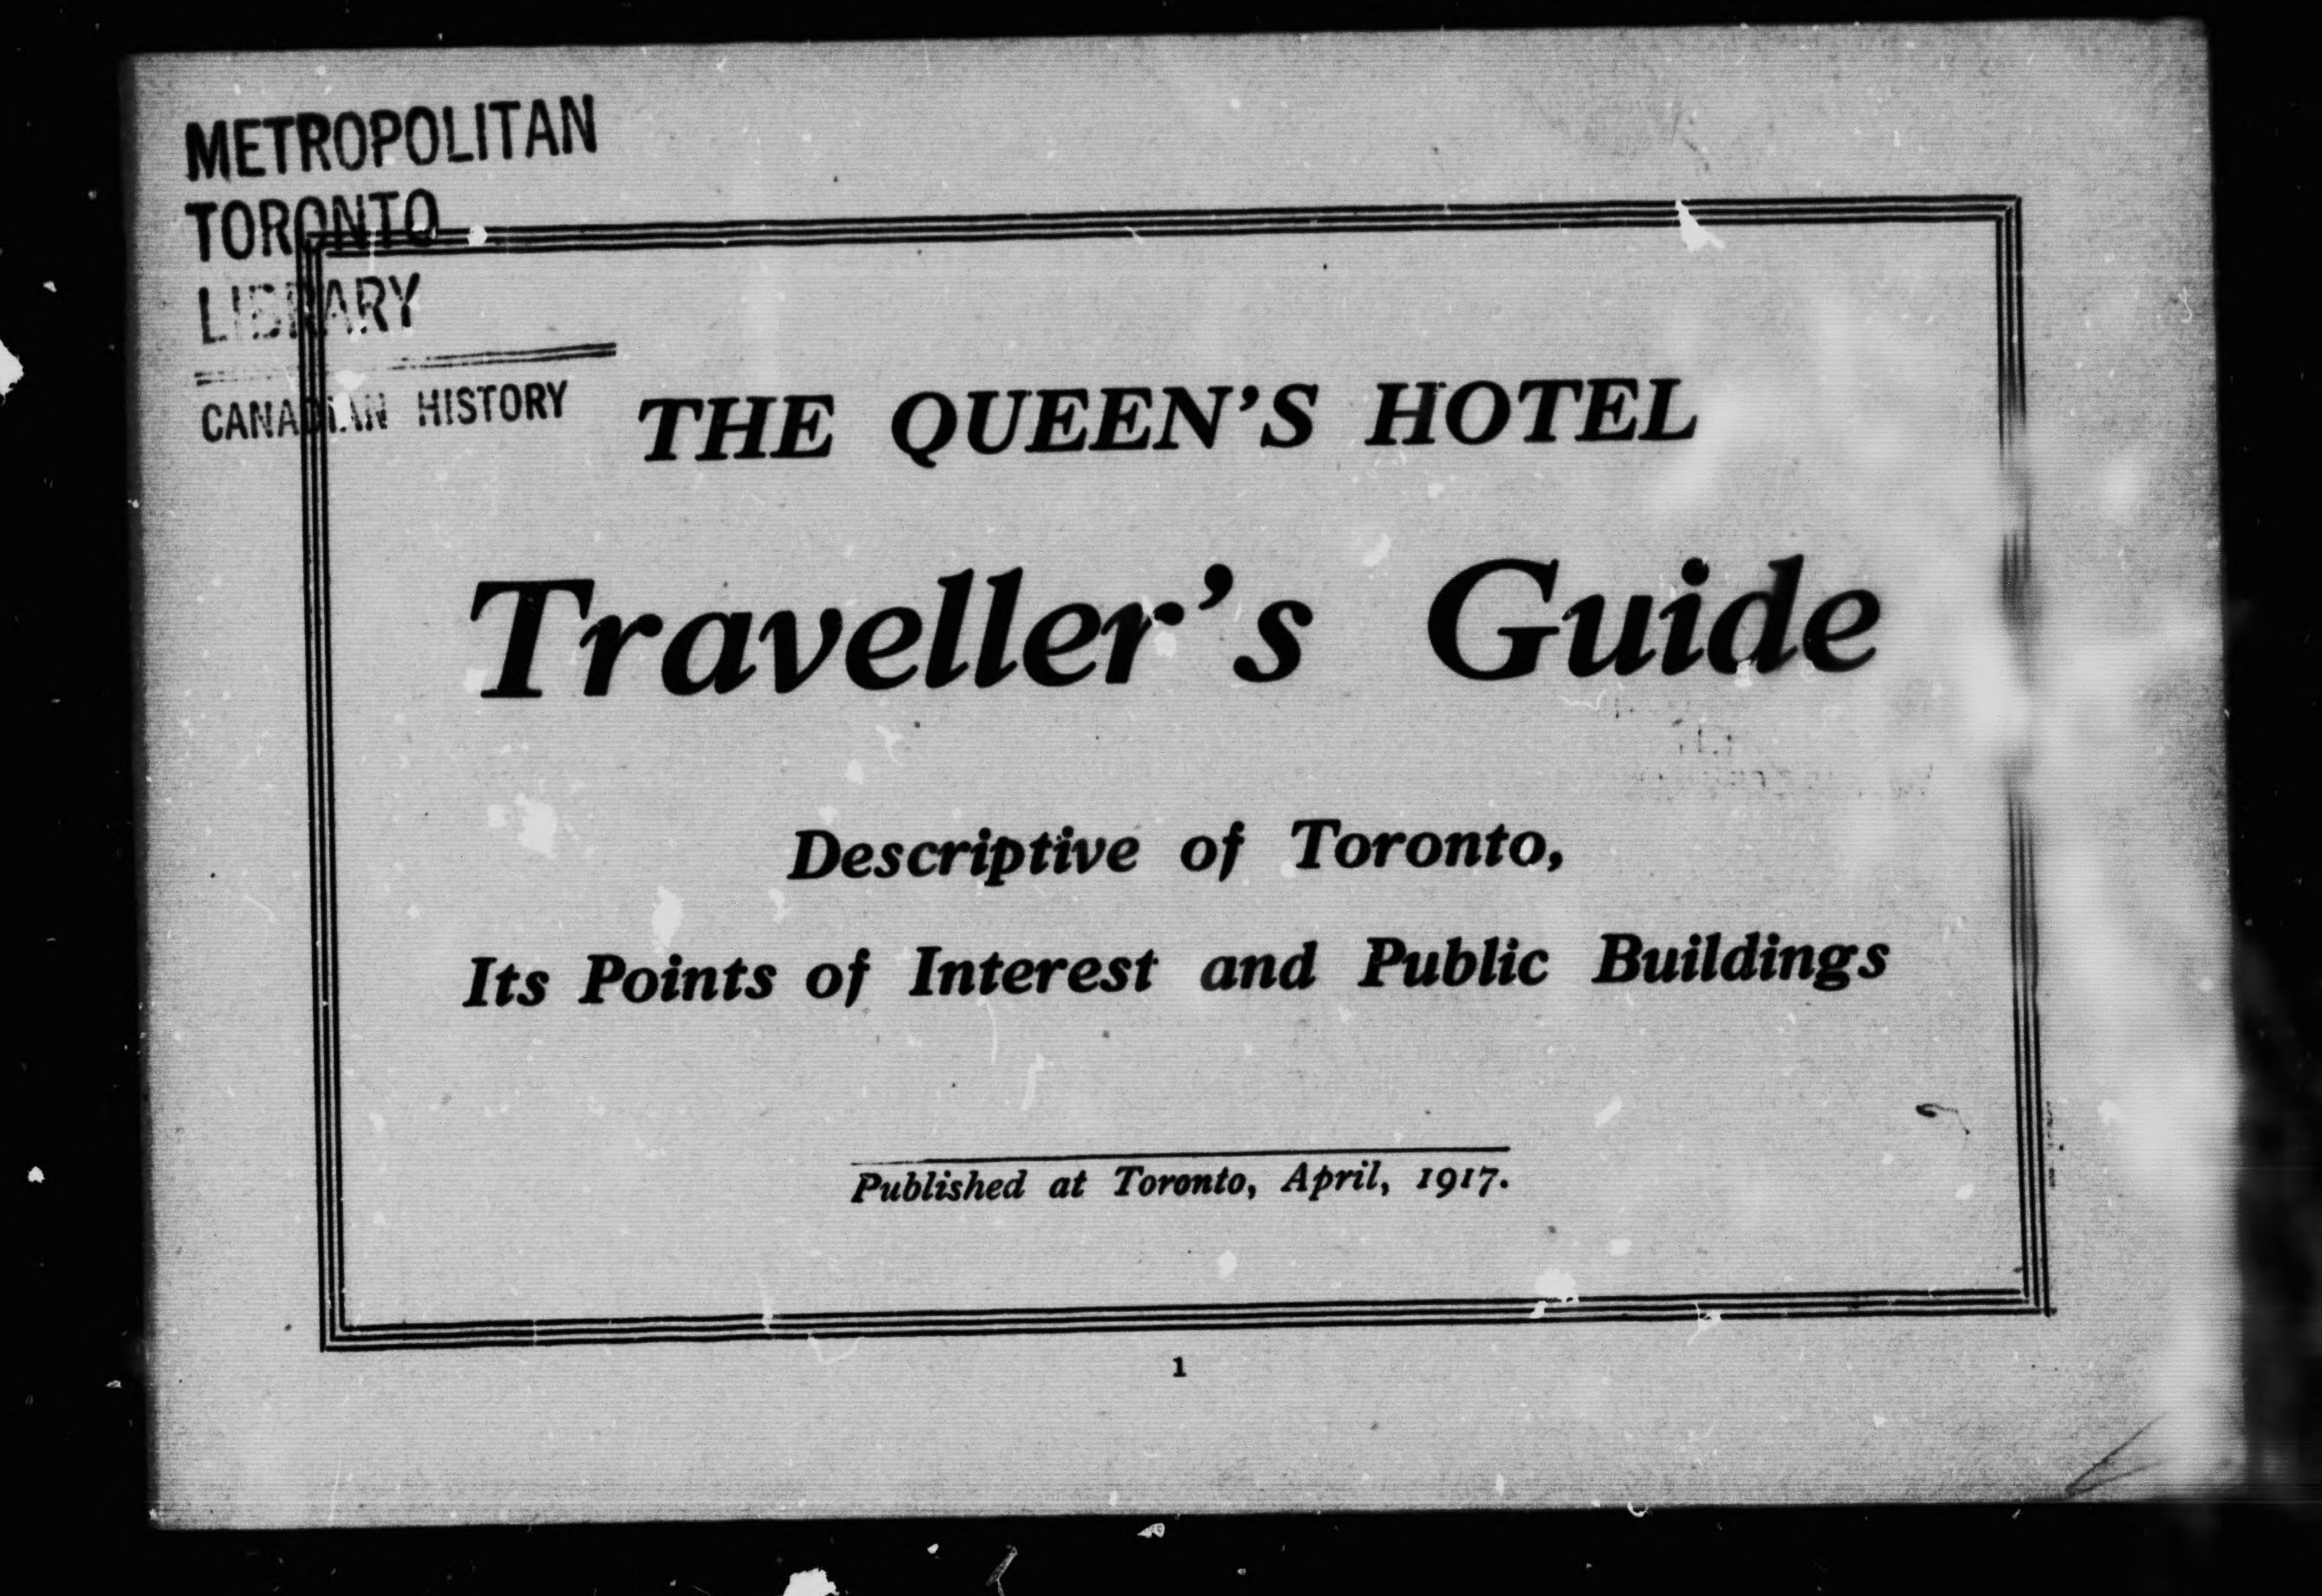 METROPOLITAN
TORONTO
LIBRARY
CANADIAN HISTORY
THE QUEEN'S HOTEL
Traveller's Guide
Descriptive of Toronto,
Its Points of Interest and Public Buildings
Published at Toronto, April, 1917.
1